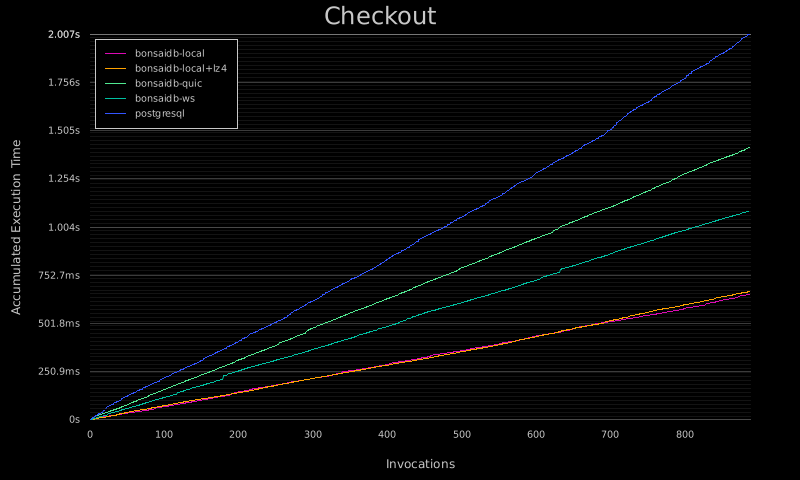 Checkout
2.007s
1.756s
1.505s
1.254s
1.004s
752.7ms
501.8ms
250.9ms
0s
Accumulated Execution Time
bonsaidb-local
bonsaidb-local+lz4
bonsaidb-quic
bonsaidb-ws
postgresql
0 100 200 300 400 500 600 700 800
Invocations